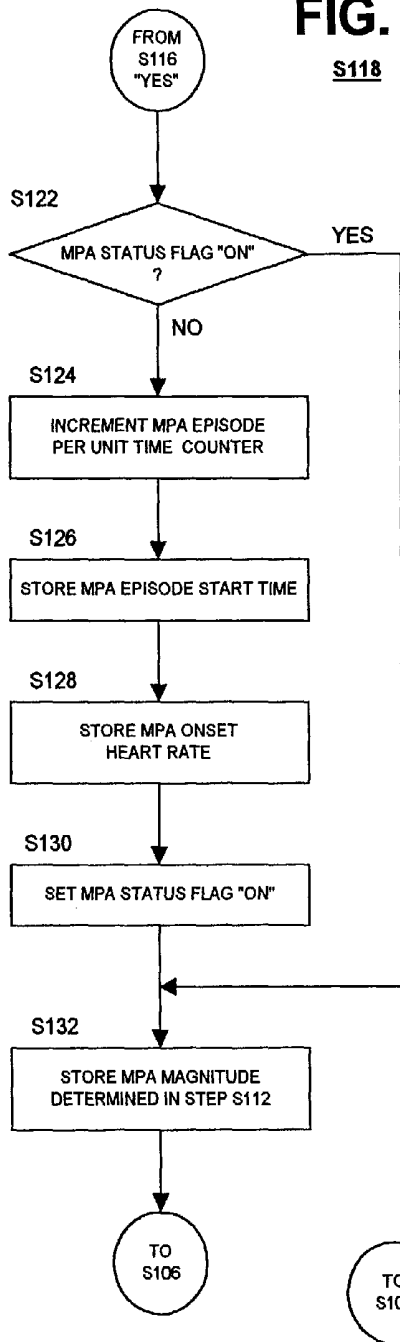 FIG.
S118
FROM
S116
"YES"
S122
MPA STATUS FLAG "ON"
?
YES
NO
S124
INCREMENT MPA EPISODE
PER UNIT TIME COUNTER
S126
STORE MPA EPISODE START TIME
S128
STORE MPA ONSET
HEART RATE
S130
SET MPA STATUS FLAG "ON"
S132
STORE MPA MAGNITUDE
DETERMINED IN STEP S112
TO
S106